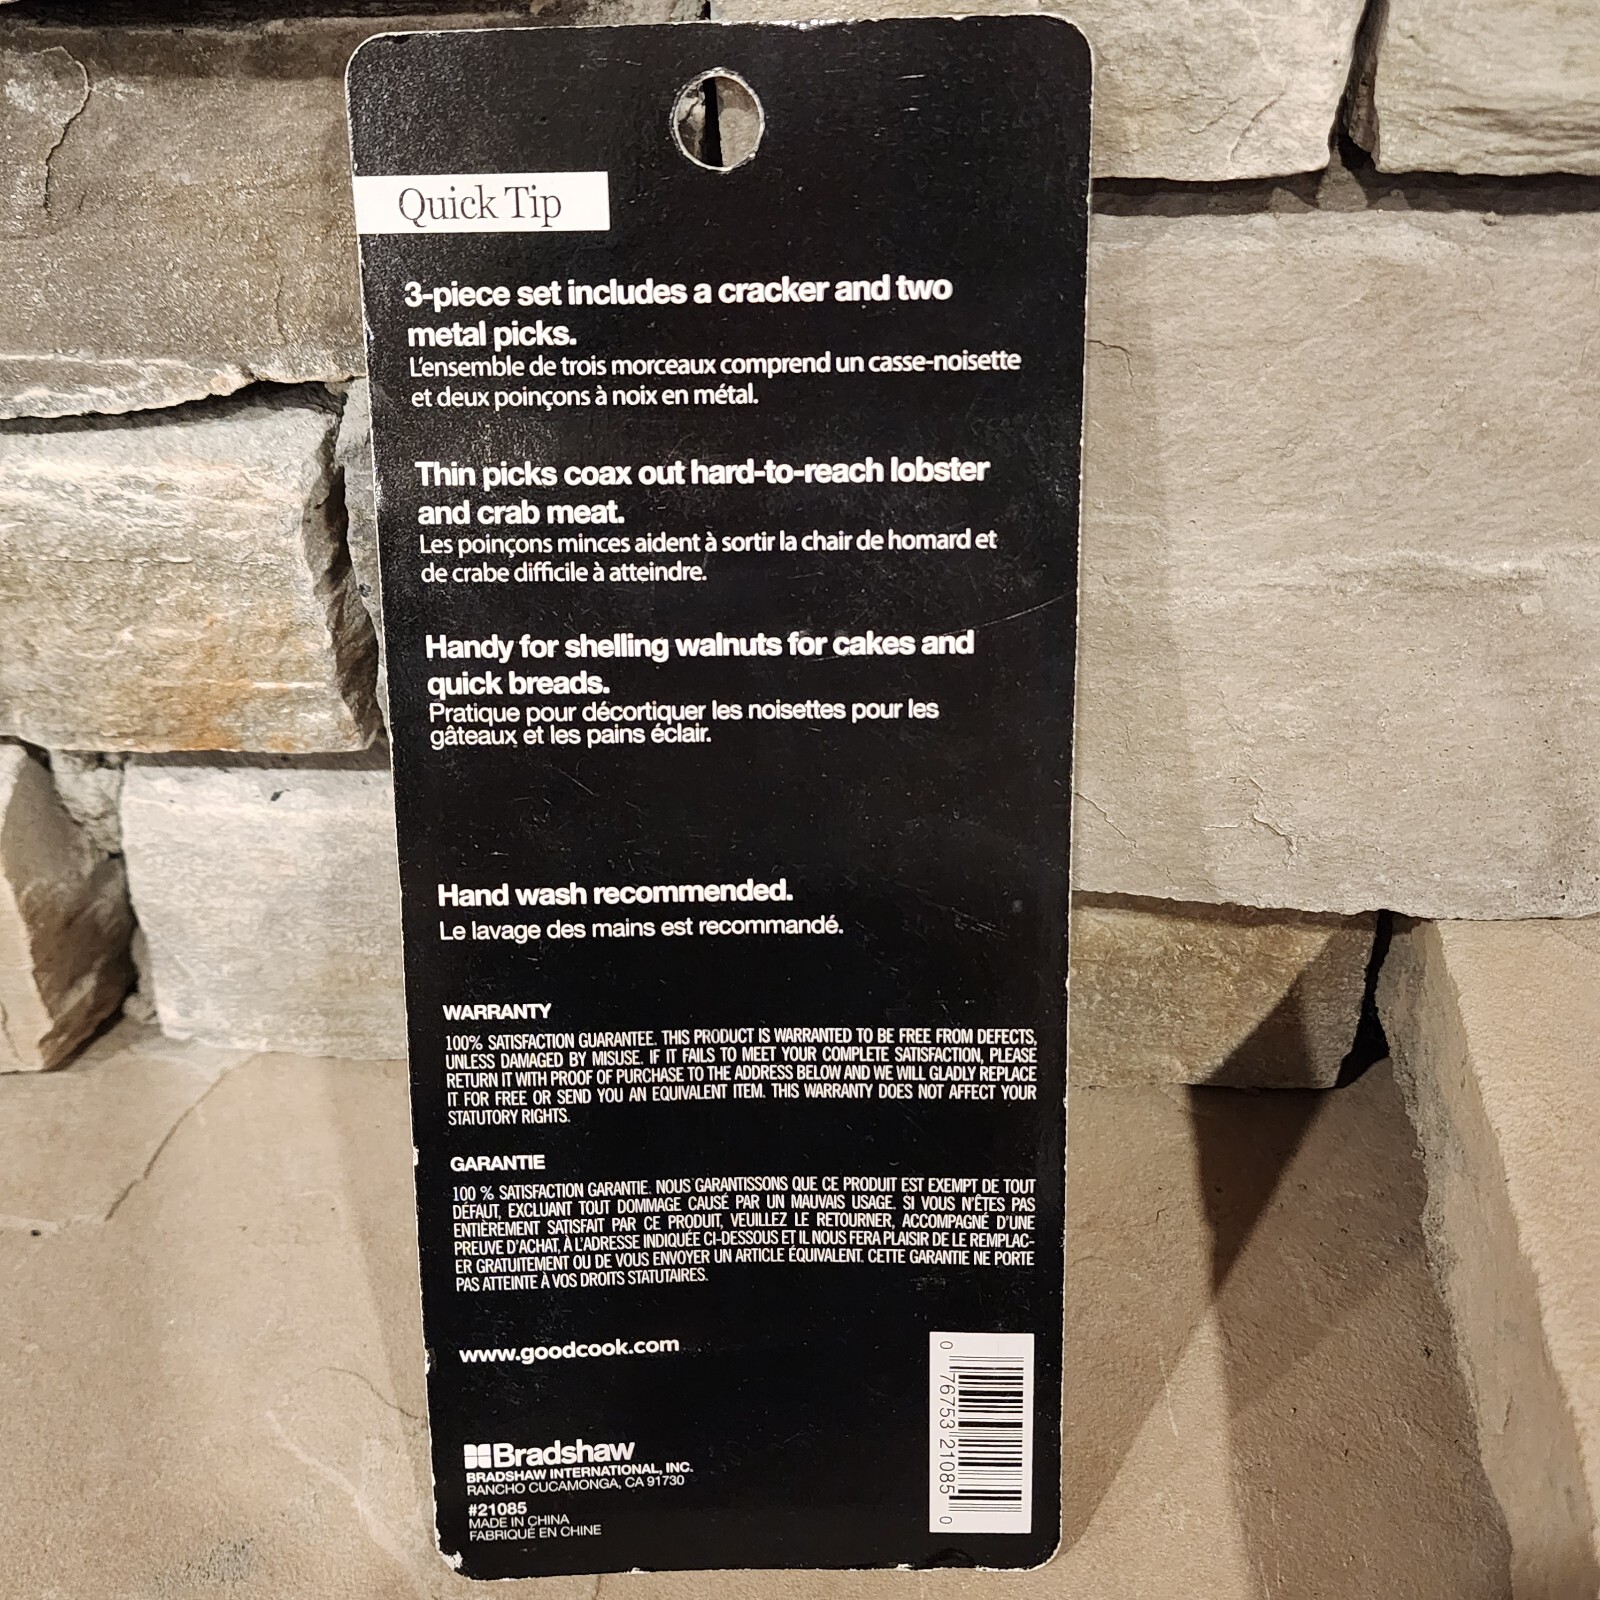 Quick Tip
3-piece set includes a cracker and two
metal picks.
L'ensemble de trois morceaux comprend un casse-noisette
et deux poinçons à noix en métal.
Thin picks coax out hard-to-reach lobster
and crab meat.
Les poinçons minces aident à sortir la chair de homard et
de crabe difficile à atteindre.
Handy for shelling walnuts for cakes and
quick breads.
Pratique pour décortiquer les noisettes pour les
gâteaux et les pains éclair.
Hand wash recommended.
Le lavage des mains est recommandé.
WARRANTY
100% SATISFACTION GUARANTEE. THIS PRODUCT IS WARRANTED TO BE FREE FROM DEFECTS,
UNLESS DAMAGED BY MISUSE. IF IT FAILS TO MEET YOUR COMPLETE SATISFACTION, PLEASE
RETURN IT WITH PROOF OF PURCHASE TO THE ADDRESS BELOW AND WE WILL GLADLY REPLACE
IT FOR FREE OR SEND YOU AN EQUIVALENT ITEM. THIS WARRANTY DOES NOT AFFECT YOUR
STATUTORY RIGHTS.
GARANTIE
100 % SATISFACTION GARANTIE. NOUS GARANTISSONS QUE CE PRODUIT EST EXEMPT DE TOUT
DÉFAUT, EXCLUANT TOUT DOMMAGE CAUSÉ PAR UN MAUVAIS USAGE. SI VOUS N'ÊTES PAS
ENTIÈREMENT SATISFAIT PAR CE PRODUIT, VEUILLEZ LE RETOURNER, ACCOMPAGNÉ D'UNE
PREUVE D'ACHAT, À L'ADRESSE INDIQUÉE CI-DESSOUS ET IL NOUS FERA PLAISIR DE LE REMPLAC-
ER GRATUITEMENT OU DE VOUS ENVOYER UN ARTICLE ÉQUIVALENT. CETTE GARANTIE NE PORTE
PAS ATTEINTE À VOS DROITS STATUTAIRES.
www.goodcook.com
Bradshaw
BRADSHAW INTERNATIONAL, INC.
RANCHO CUCAMONGA, CA 91730
#21085
MADE IN CHINA
FABRIQUÉ EN CHINE
0 76753 21085 0